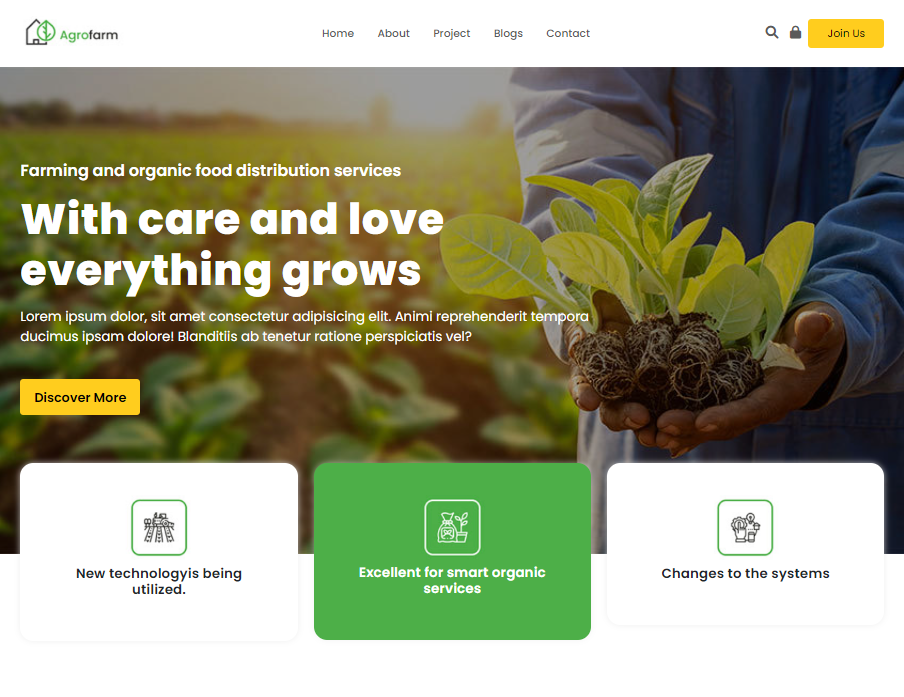 Agrofarm
Home About Project Blogs Contact
Join Us
Farming and organic food distribution services
With care and love
everything grows
Lorem ipsum dolor, sit amet consectetur adipisicing elit. Animi reprehenderit tempora
ducimus ipsam dolore! Blanditiis ab tenetur ratione perspiciatis vel?
Discover More
New technologyis being
utilized.
Excellent for smart organic
services
Changes to the systems